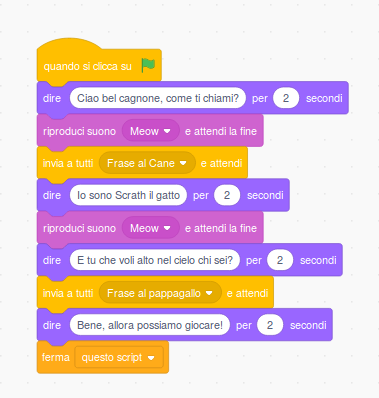 quando si clicca su
dire Ciao bel cagnone, come ti chiami? per 2 secondi
riproduci suono Meow e attendi la fine
invia a tutti Frase al Cane e attendi
dire Io sono Scrath il gatto per 2 secondi
riproduci suono Meow e attendi la fine
dire E tu che voli alto nel cielo chi sei? per 2 secondi
invia a tutti Frase al pappagallo e attendi
dire Bene, allora possiamo giocare! per 2 secondi
ferma questo script